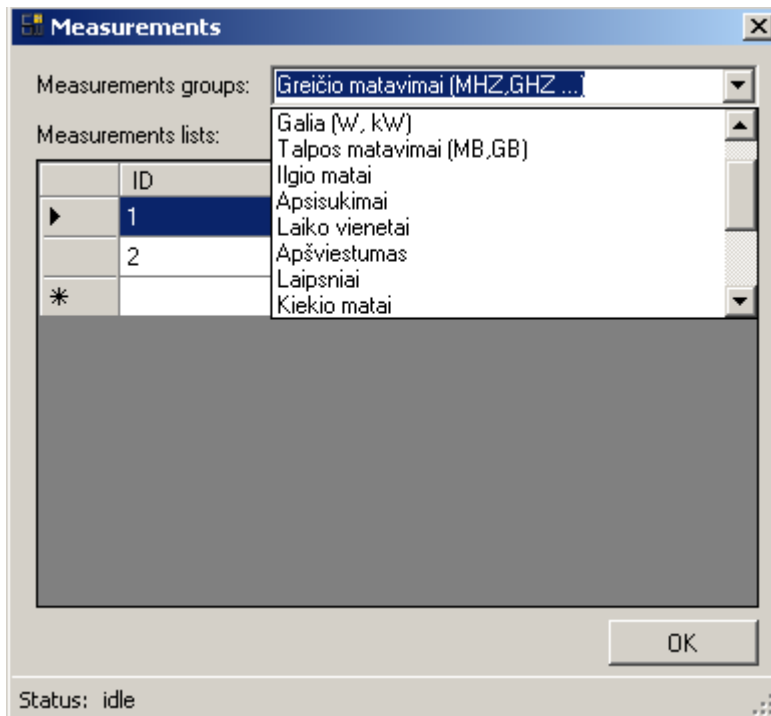 Measurements
Measurements groups: Greičio matavimai (MHZ,GHZ ...)
Galia (W, kW)
Measurements lists:
Talpos matavimai (MB,GB)
Ilgio matai
ID
Apsisukimai
1
Laiko vienetai
2
Apšviestumas
Laipsniai
Kiekio matai
OK
Status: idle